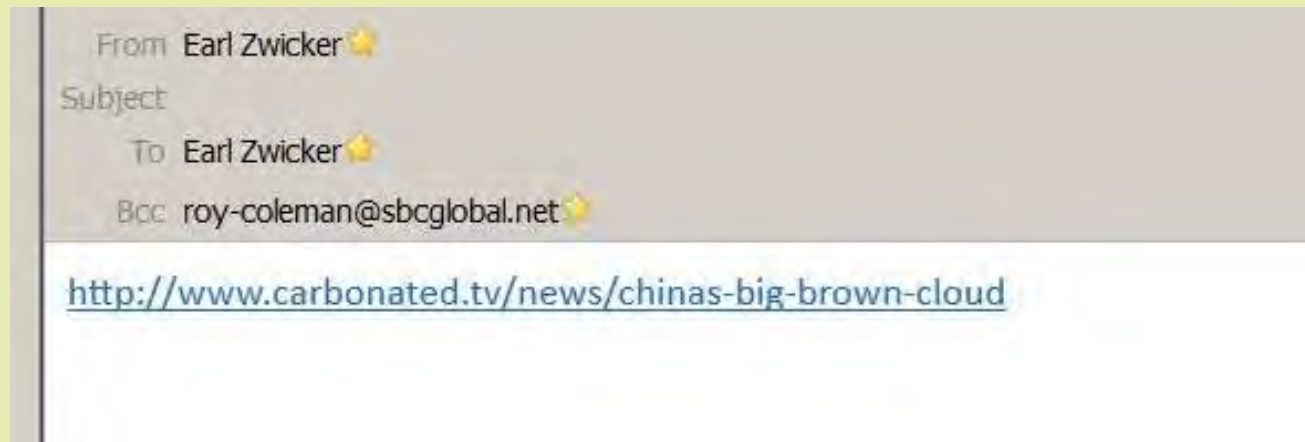 From Earl Zwicker
Subject
To Earl Zwicker
Bcc roy-coleman@sbcglobal.net
http://www.carbonated.tv/news/chinas-big-brown-cloud